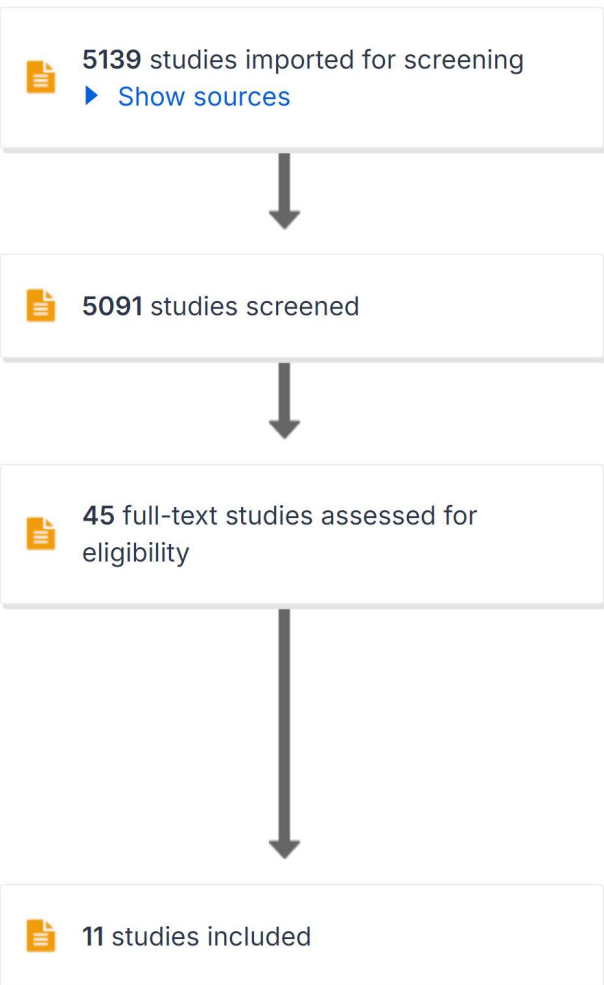 5139 studies imported for screening
Show sources
5091 studies screened
45 full-text studies assessed for
eligibility
11 studies included